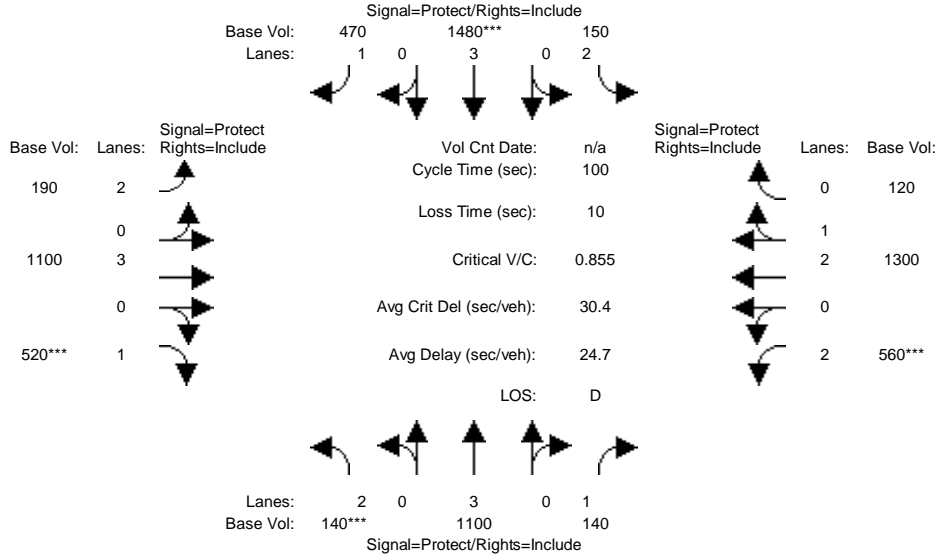 Signal=Protect/Rights=Include
Base Vol: 470 1480*** 150
Lanes: 1 0 3 0 2
Signal=Protect
Base Vol: Lanes: Rights=Include
Vol Cnt Date: n/a
Signal=Protect
Rights=Include Lanes: Base Vol:
Cycle Time (sec): 100
190 2
0 120
Loss Time (sec): 10
0
1
1100 3
Critical V/C: 0.855
2 1300
0
Avg Crit Del (sec/veh): 30.4
0
520*** 1
Avg Delay (sec/veh): 24.7
2 560***
LOS: D
Lanes: 2 0 3 0 1
Base Vol: 140*** 1100 140
Signal=Protect/Rights=Include